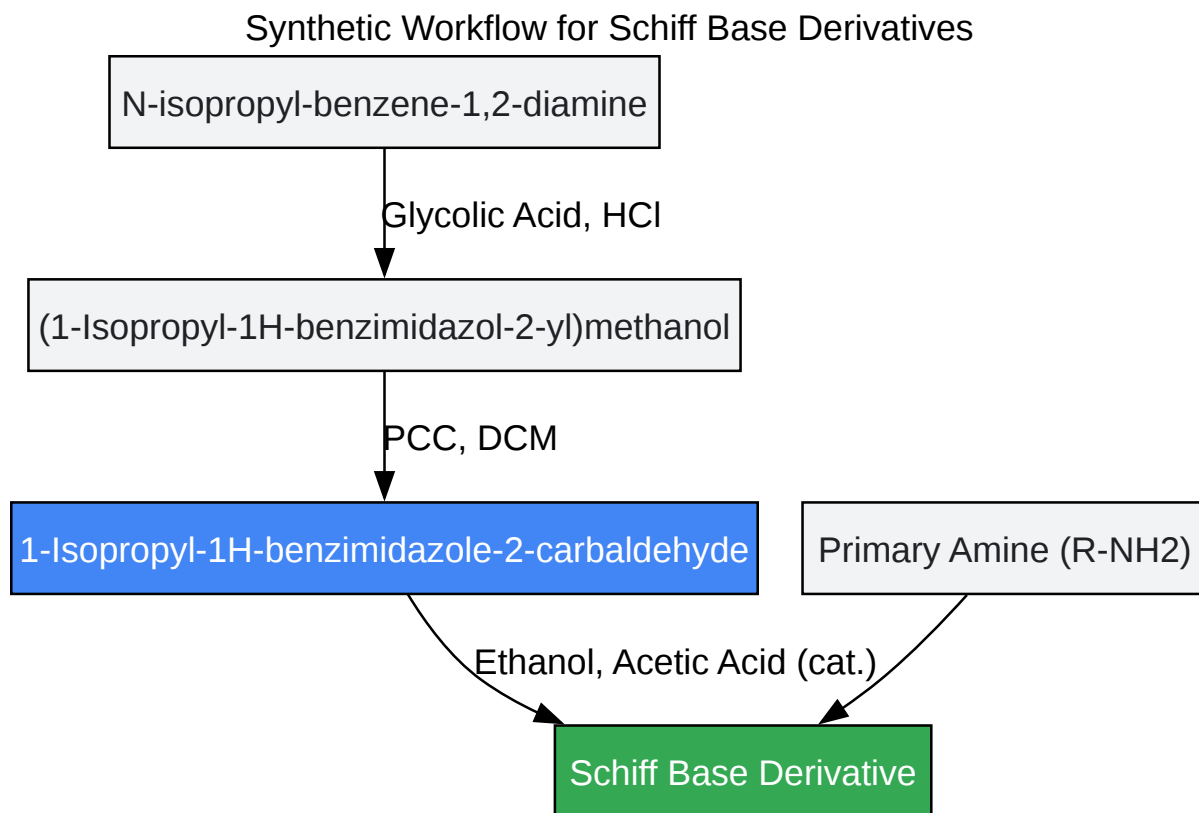 Synthetic Workflow for Schiff Base Derivatives
N-isopropyl-benzene-1,2-diamine
Glycolic Acid, HCl
(1-Isopropyl-1H-benzimidazol-2-yl)methanol
PCC, DCM
1-Isopropyl-1H-benzimidazole-2-carbaldehyde
Primary Amine (R-NH2)
Ethanol, Acetic Acid (cat.)
Schiff Base Derivative